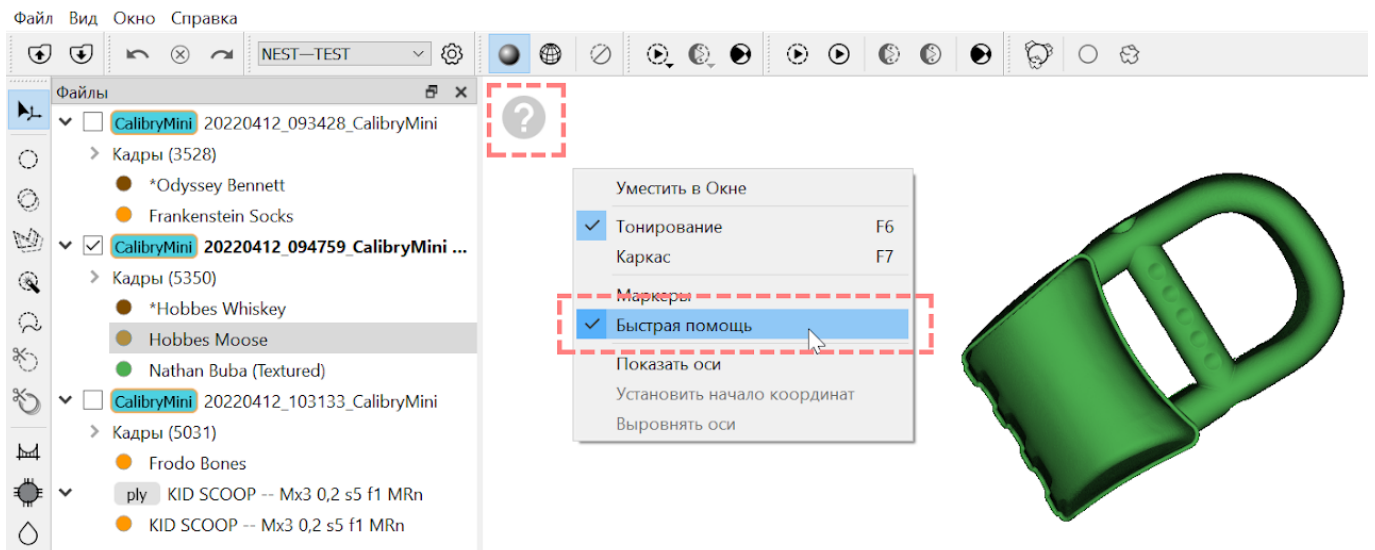 Файл Вид Окно Справка
NEST—TEST
Файлы
CalibryMini 20220412_093428_CalibryMini
Кадры (3528)
*Odyssey Bennett
Frankenstein Socks
CalibryMini 20220412_094759_CalibryMini ...
Кадры (5350)
*Hobbes Whiskey
Hobbes Moose
Nathan Buba (Textured)
CalibryMini 20220412_103133_CalibryMini
Кадры (5031)
Frodo Bones
ply KID SCOOP -- Mx3 0,2 s5 f1 MRn
KID SCOOP -- Mx3 0,2 s5 f1 MRn
?
Уместить в Окне
Тонирование F6
Каркас F7
Маркеры
Быстрая помощь
Показать оси
Установить начало координат
Выровнять оси